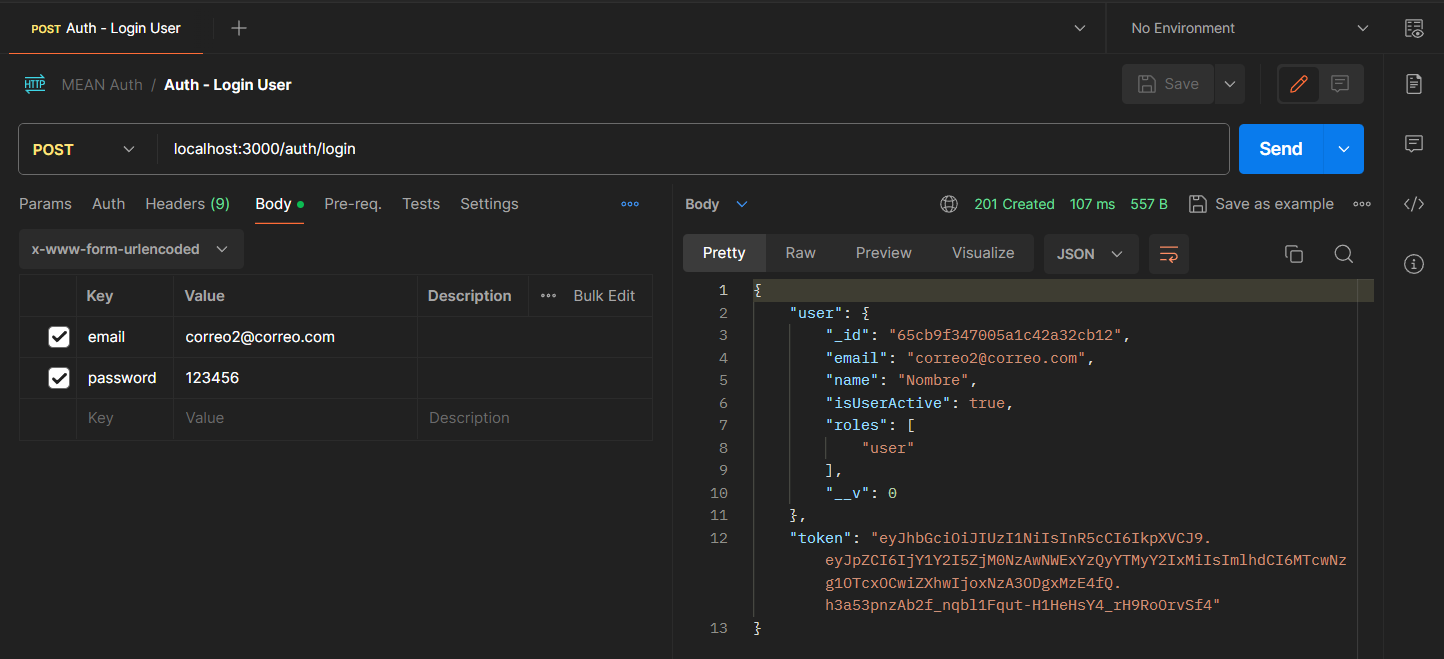 POST Auth - Login User
No Environment
HTTP MEAN Auth / Auth - Login User
Save
POST localhost:3000/auth/login
Send
Params Auth Headers (9) Body Pre-req. Tests Settings
x-www-form-urlencoded
Key Value Description Bulk Edit
email correo2@correo.com
password 123456
Key Value Description
Body 201 Created 107 ms 557 B Save as example
Pretty Raw Preview Visualize JSON
1 {
2 "user": {
3 "_id": "65cb9f347005a1c42a32cb12",
4 "email": "correo2@correo.com",
5 "name": "Nombre",
6 "isUserActive": true,
7 "roles": [
8 "user"
9 ],
10 "__v": 0
11 },
12 "token": "eyJhbGciOiJIUzI1NiIsInR5cCI6IkpXVCJ9.
eyJpZCI6IjY1Y2I5ZjM0NzAwNWExYzQyYTMyY2IxMiIsImlhdCI6MTcwNz
g1OTcxOCwiZXhwIjoxNzA3ODgxMzE4fQ.
h3a53pnzAb2f_nqbl1Fqut-H1HeHsY4_rH9RoOrvSf4"
13 }